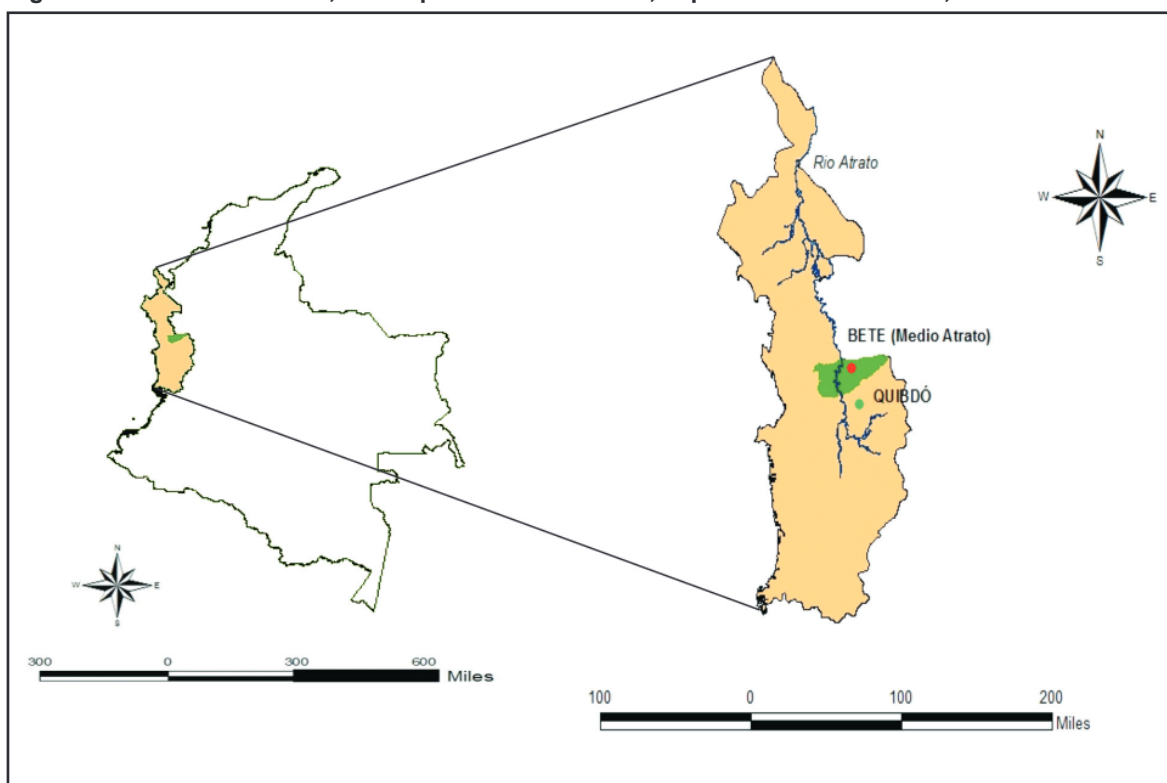 Rio Atrato
N
W E
S
BETE (Medio Atrato)
QUIBDÓ
N
W E
S
300 0 300 600 Miles
100 0 100 200 Miles